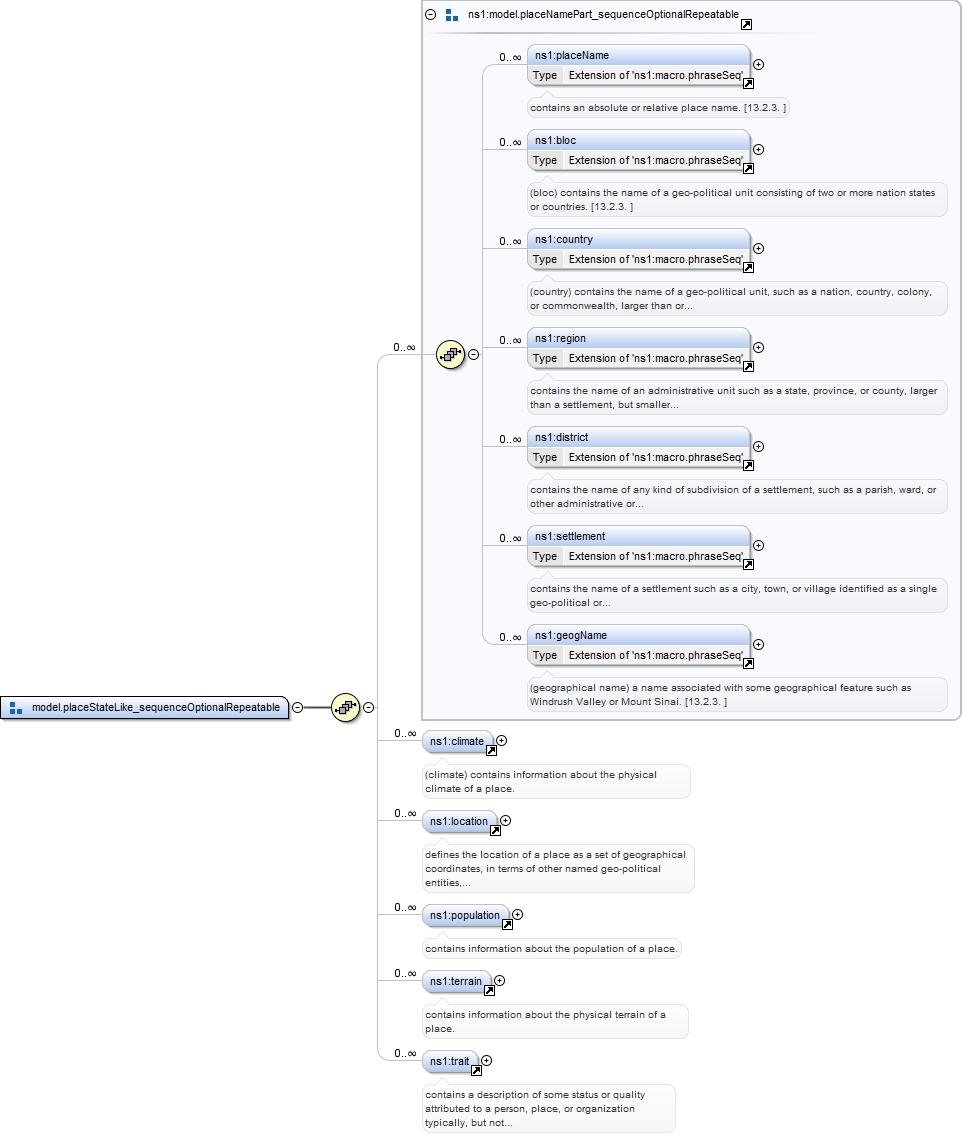 ns1:model.placeNamePart_sequenceOptionalRepeatable
0..∞
ns1:placeName
Type Extension of 'ns1:macro.phraseSeq'
contains an absolute or relative place name. [13.2.3. ]
0..∞
ns1:bloc
Type Extension of 'ns1:macro.phraseSeq'
(bloc) contains the name of a geo-political unit consisting of two or more nation states
or countries. [13.2.3. ]
0..∞
ns1:country
Type Extension of 'ns1:macro.phraseSeq'
(country) contains the name of a geo-political unit, such as a nation, country, colony,
or commonwealth, larger than or...
0..∞
0..∞
ns1:region
Type Extension of 'ns1:macro.phraseSeq'
contains the name of an administrative unit such as a state, province, or county, larger
than a settlement, but smaller...
0..∞
ns1:district
Type Extension of 'ns1:macro.phraseSeq'
contains the name of any kind of subdivision of a settlement, such as a parish, ward, or
other administrative or...
0..∞
ns1:settlement
Type Extension of 'ns1:macro.phraseSeq'
contains the name of a settlement such as a city, town, or village identified as a single
geo-political or...
0..∞
ns1:geogName
Type Extension of 'ns1:macro.phraseSeq'
(geographical name) a name associated with some geographical feature such as
Windrush Valley or Mount Sinai. [13.2.3. ]
model.placeStateLike_sequenceOptionalRepeatable
0..∞
ns1:climate
(climate) contains information about the physical
climate of a place.
0..∞
ns1:location
defines the location of a place as a set of geographical
coordinates, in terms of other named geo-political
entities,...
0..∞
ns1:population
contains information about the population of a place.
0..∞
ns1:terrain
contains information about the physical terrain of a
place.
0..∞
ns1:trait
contains a description of some status or quality
attributed to a person, place, or organization
typically, but not...